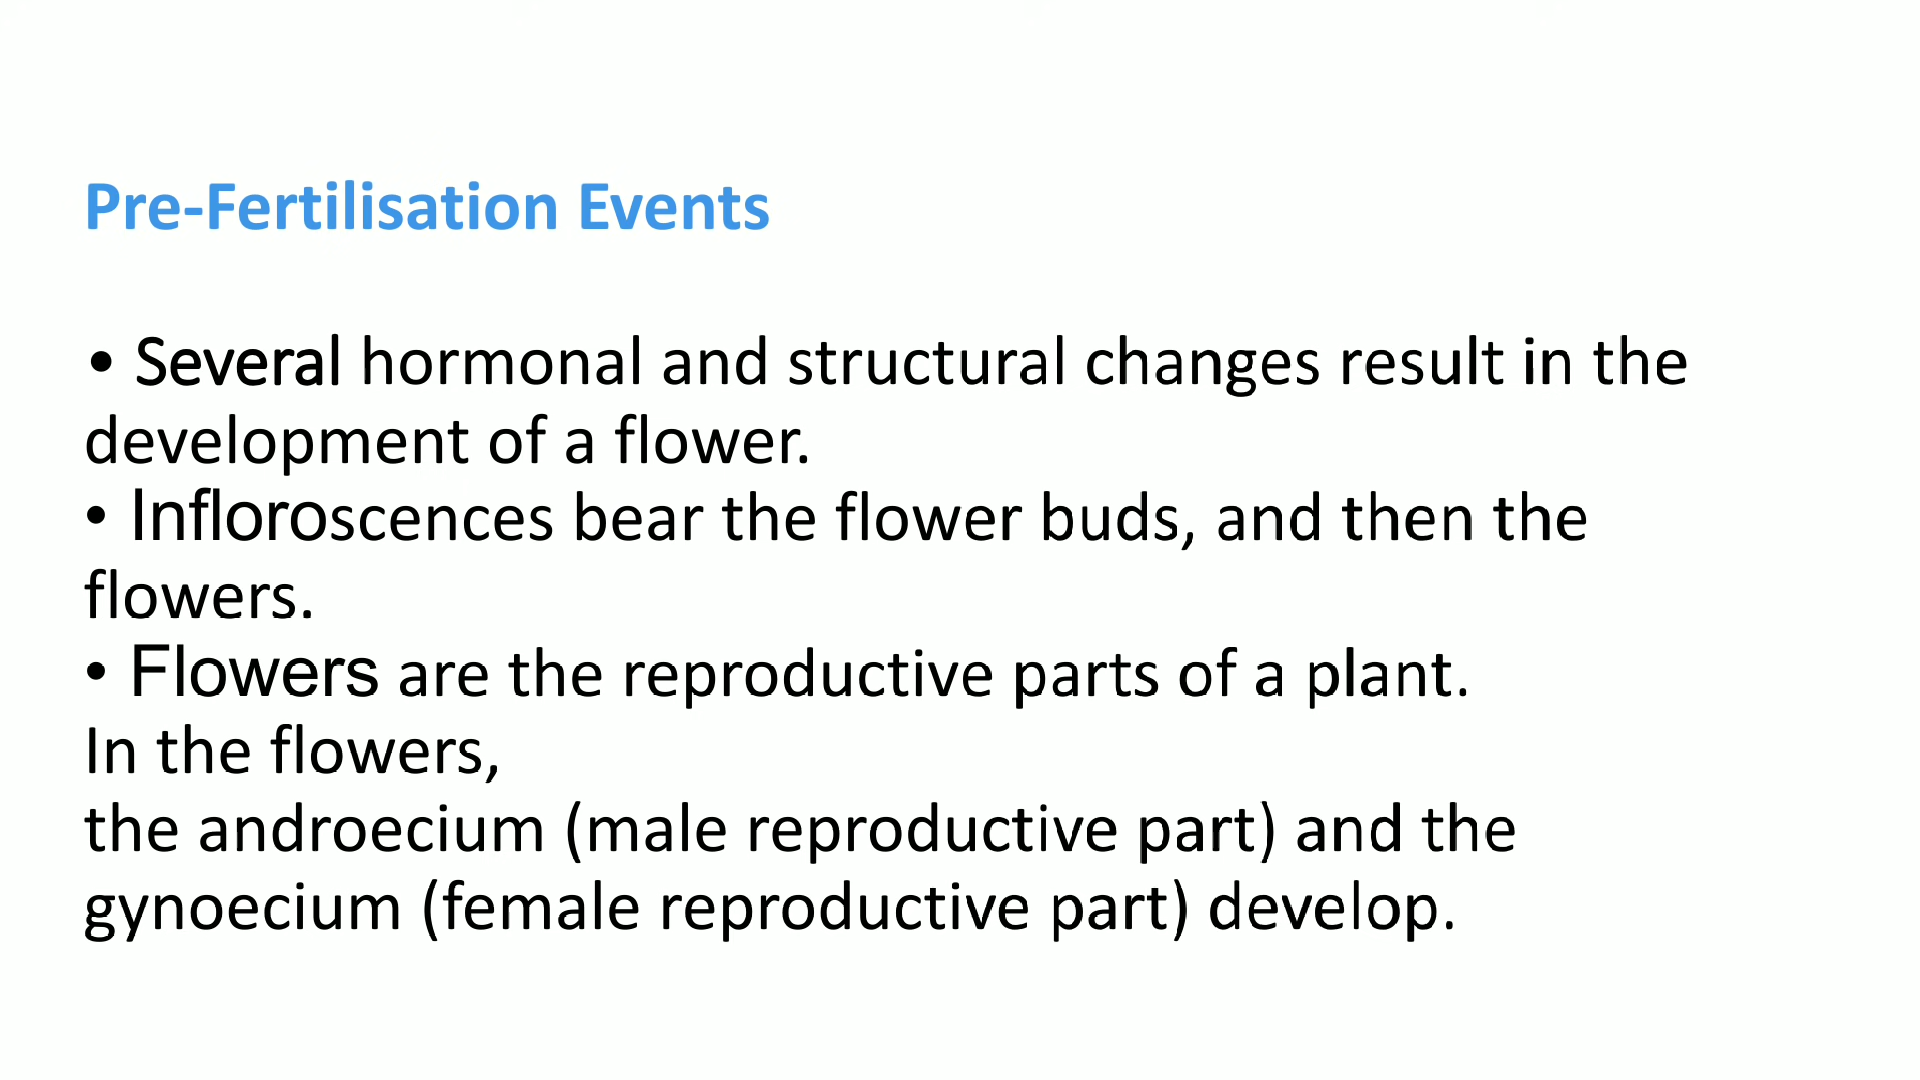 Pre-Fertilisation Events
• Several hormonal and structural changes result in the
development of a flower.
• Infloroscences bear the flower buds, and then the
flowers.
• Flowers are the reproductive parts of a plant.
In the flowers,
the androecium (male reproductive part) and the
gynoecium (female reproductive part) develop.